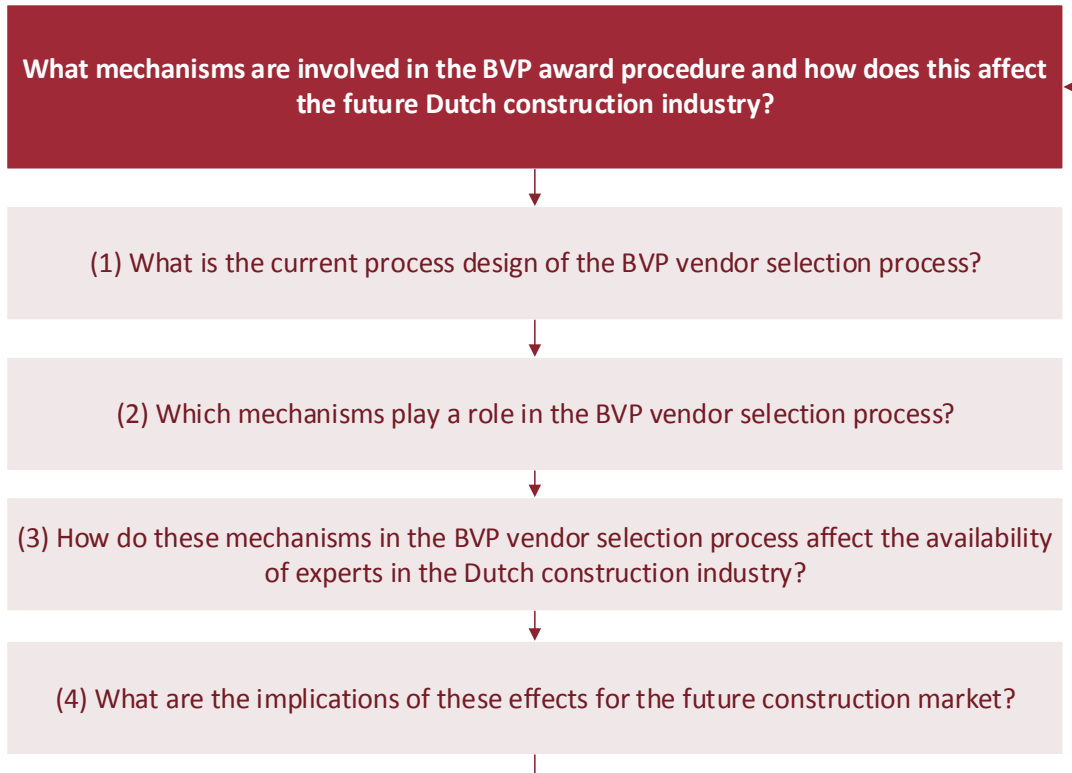 What mechanisms are involved in the BVP award procedure and how does this affect
the future Dutch construction industry?
(1) What is the current process design of the BVP vendor selection process?
(2) Which mechanisms play a role in the BVP vendor selection process?
(3) How do these mechanisms in the BVP vendor selection process affect the availability
of experts in the Dutch construction industry?
(4) What are the implications of these effects for the future construction market?